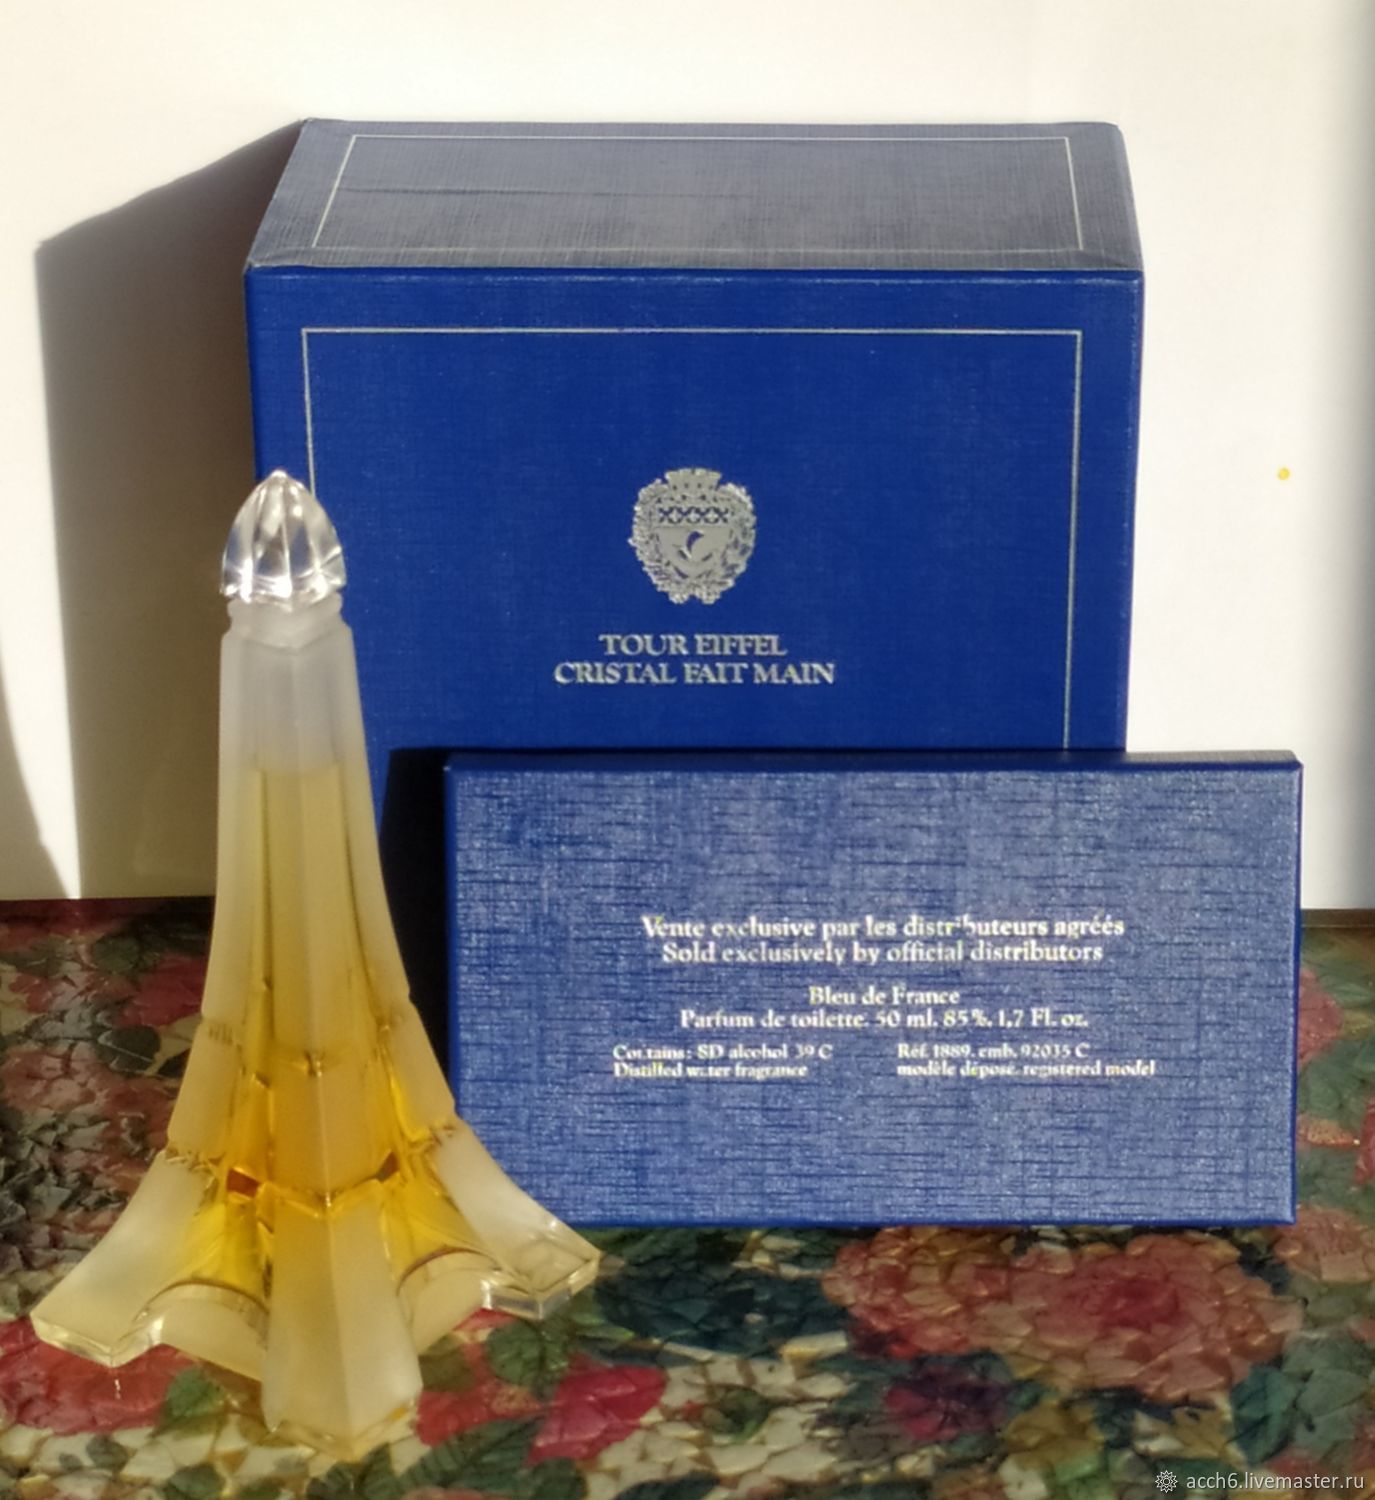 TOUR EIFFEL
CRISTAL FAIT MAIN
Vente exclusive par les distributeurs agréés
Sold exclusively by official distributors
Bleu de France
Parfum de toilette. 50 ml. 85%. 1,7 Fl. oz.
Contains: SD alcohol 39 C
Distilled water fragrance
Réf. 1889. emb. 92035 C
modèle déposé. registered model
acch6.livemaster.ru